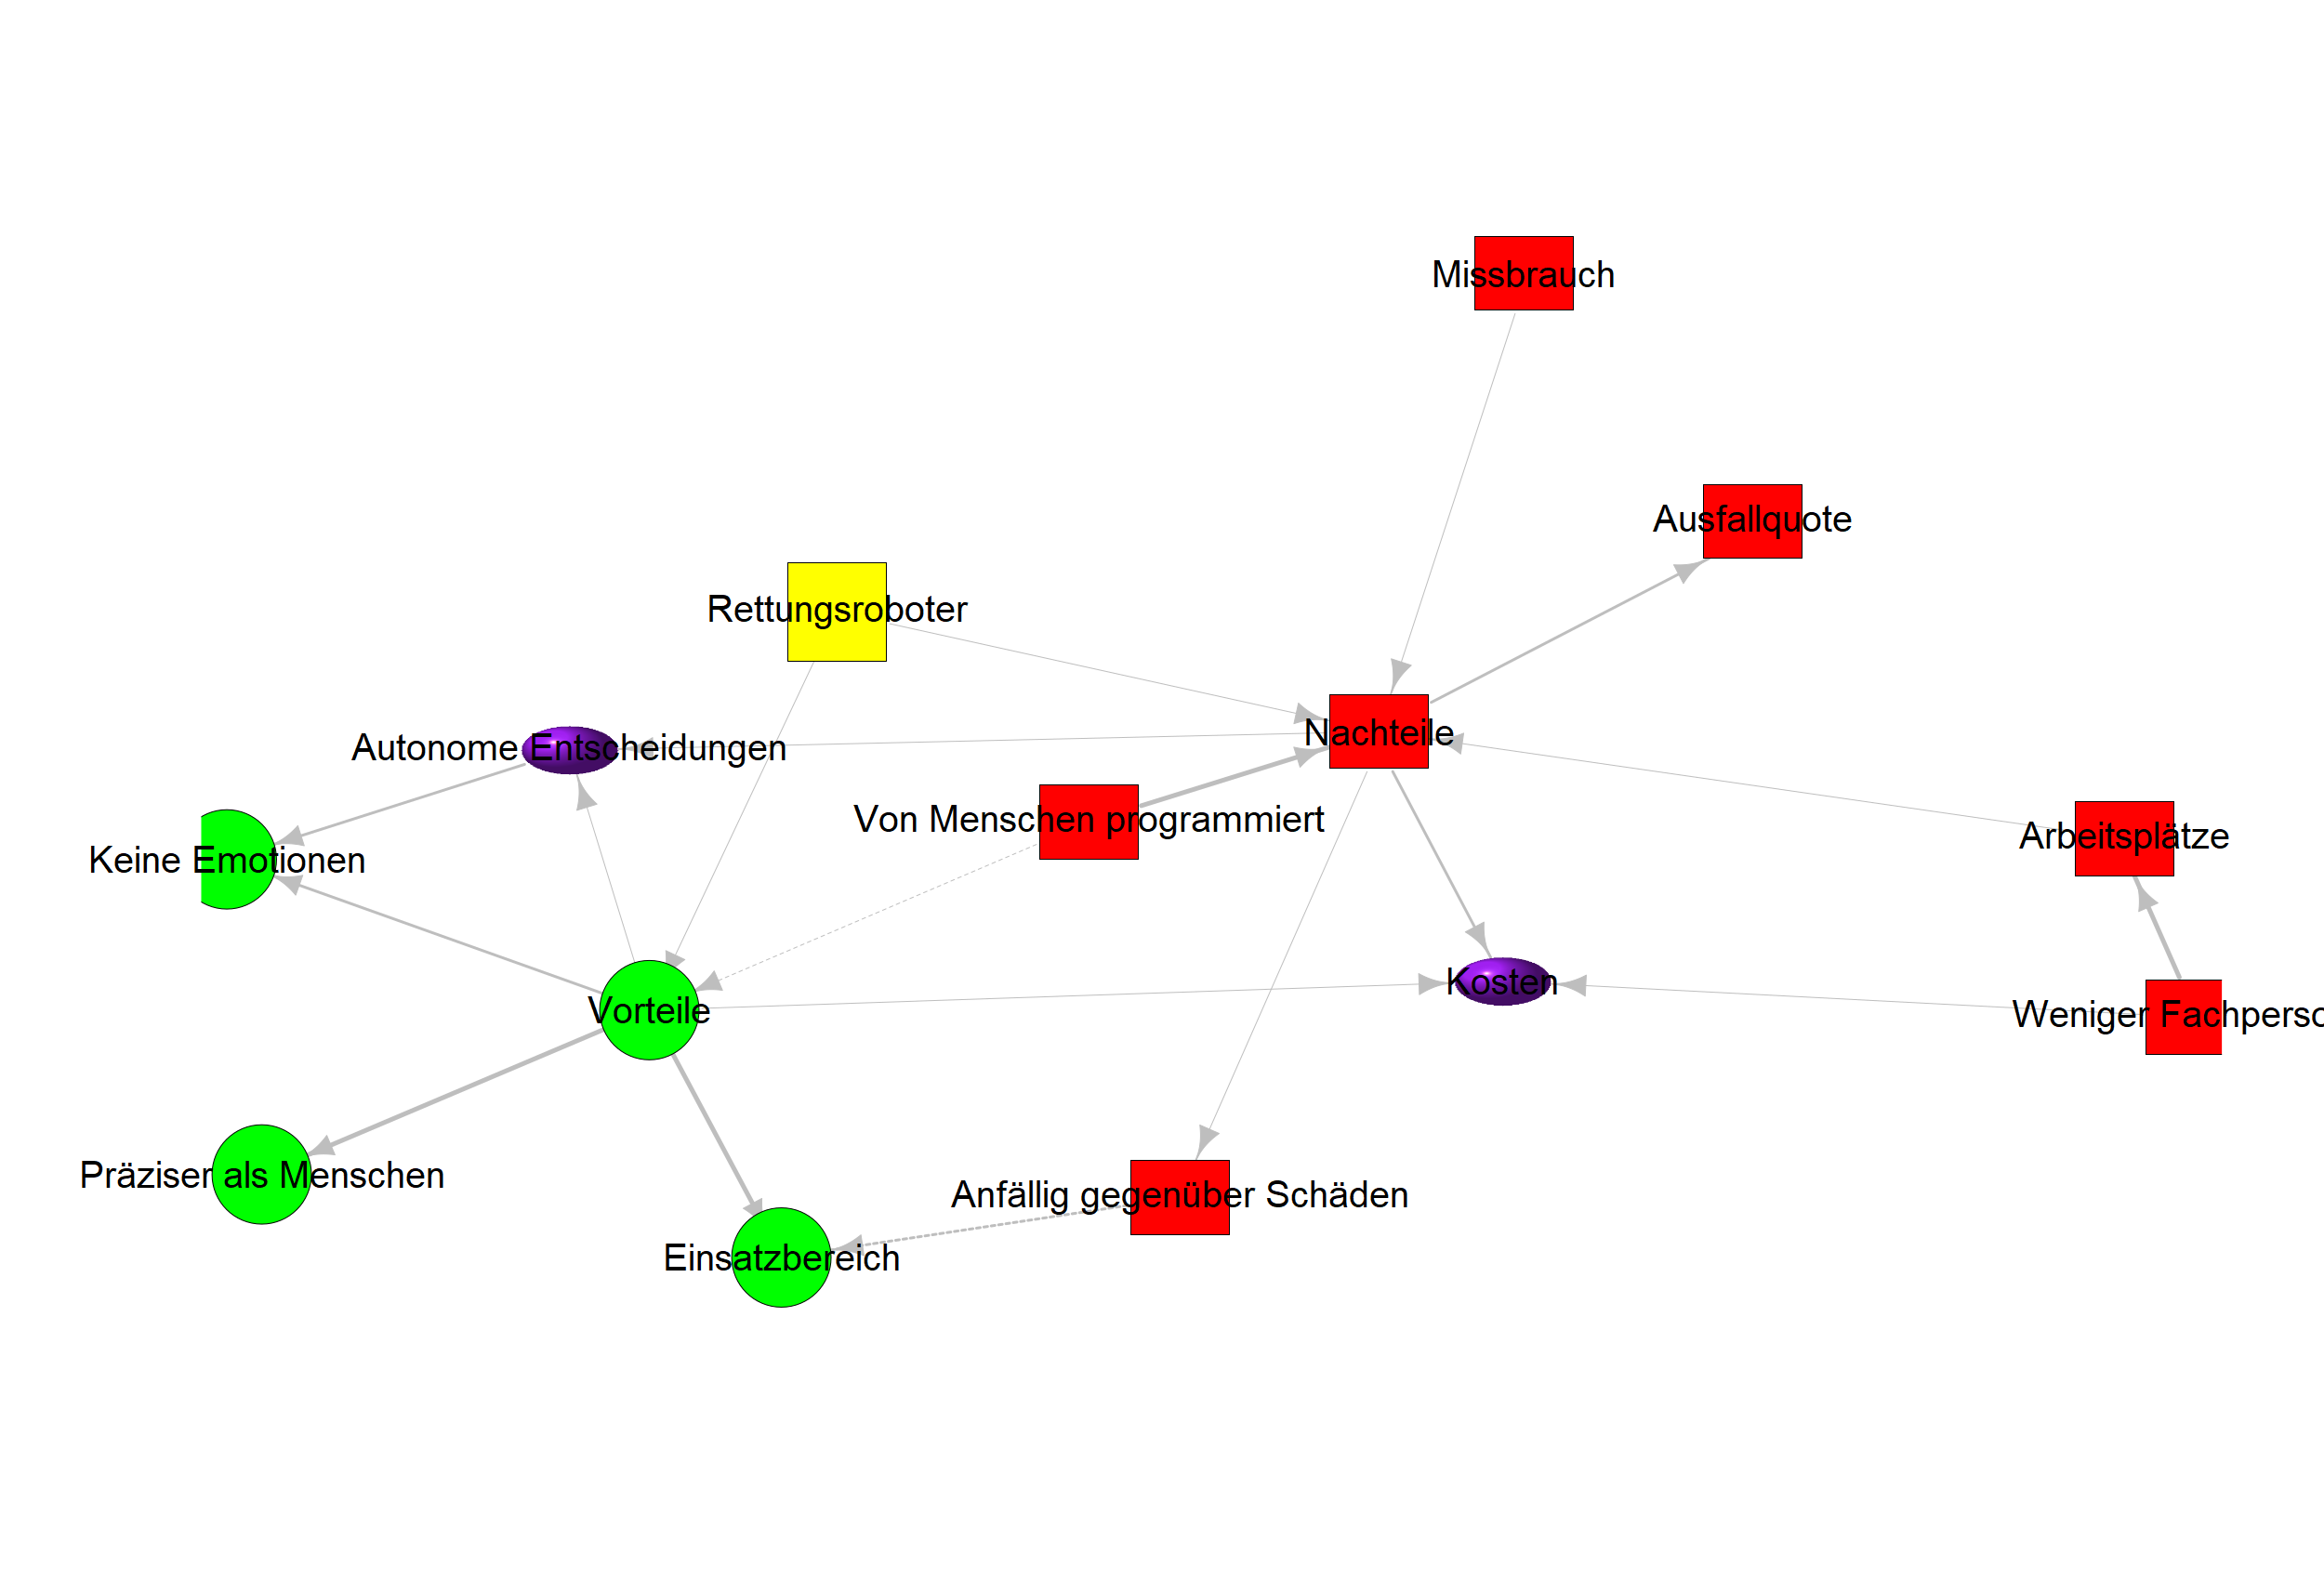 Missbrauch
Ausfallquote
Rettungsroboter
Nachteile
Autonome Entscheidungen
Von Menschen programmiert
Arbeitsplätze
Keine Emotionen
Kosten
Vorteile
Weniger
Präziser als Menschen
Anfällig gegenüber Schäden
Einsatzbereich